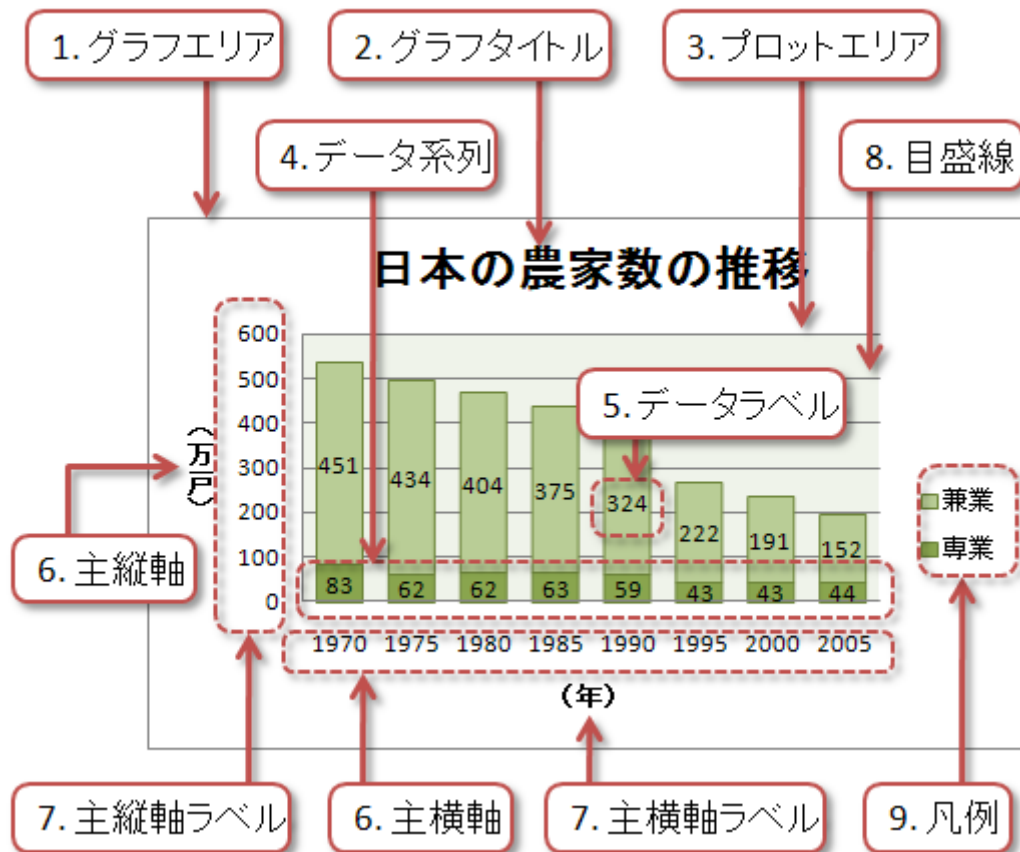 1. グラフエリア
2. グラフタイトル
3. プロットエリア
4. データ系列
8. 目盛線
日本の農家数の推移
600
500
400
300
200
100
0
(万戸)
5. データラベル
451 434 404 375 324 222 191 152
83 62 62 63 59 43 43 44
兼業
専業
6. 主縦軸
1970 1975 1980 1985 1990 1995 2000 2005
(年)
7. 主縦軸ラベル
6. 主横軸
7. 主横軸ラベル
9. 凡例